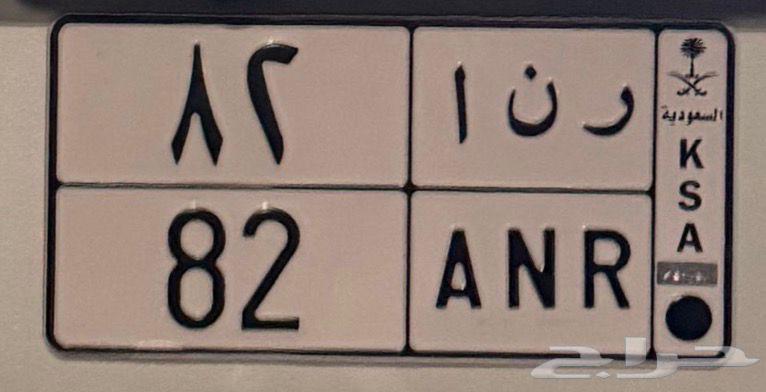 ٨٢
ر ن ا
82
ANR
السعودية
K
S
A
حراج